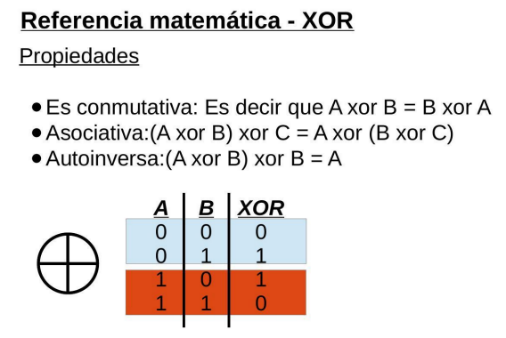 Referencia matemática - XOR
Propiedades
• Es conmutativa: Es decir que A xor B = B xor A
• Asociativa:(A xor B) xor C = A xor (B xor C)
• Autoinversa:(A xor B) xor B = A
A B XOR
0 0 0
0 1 1
1 0 1
1 1 0